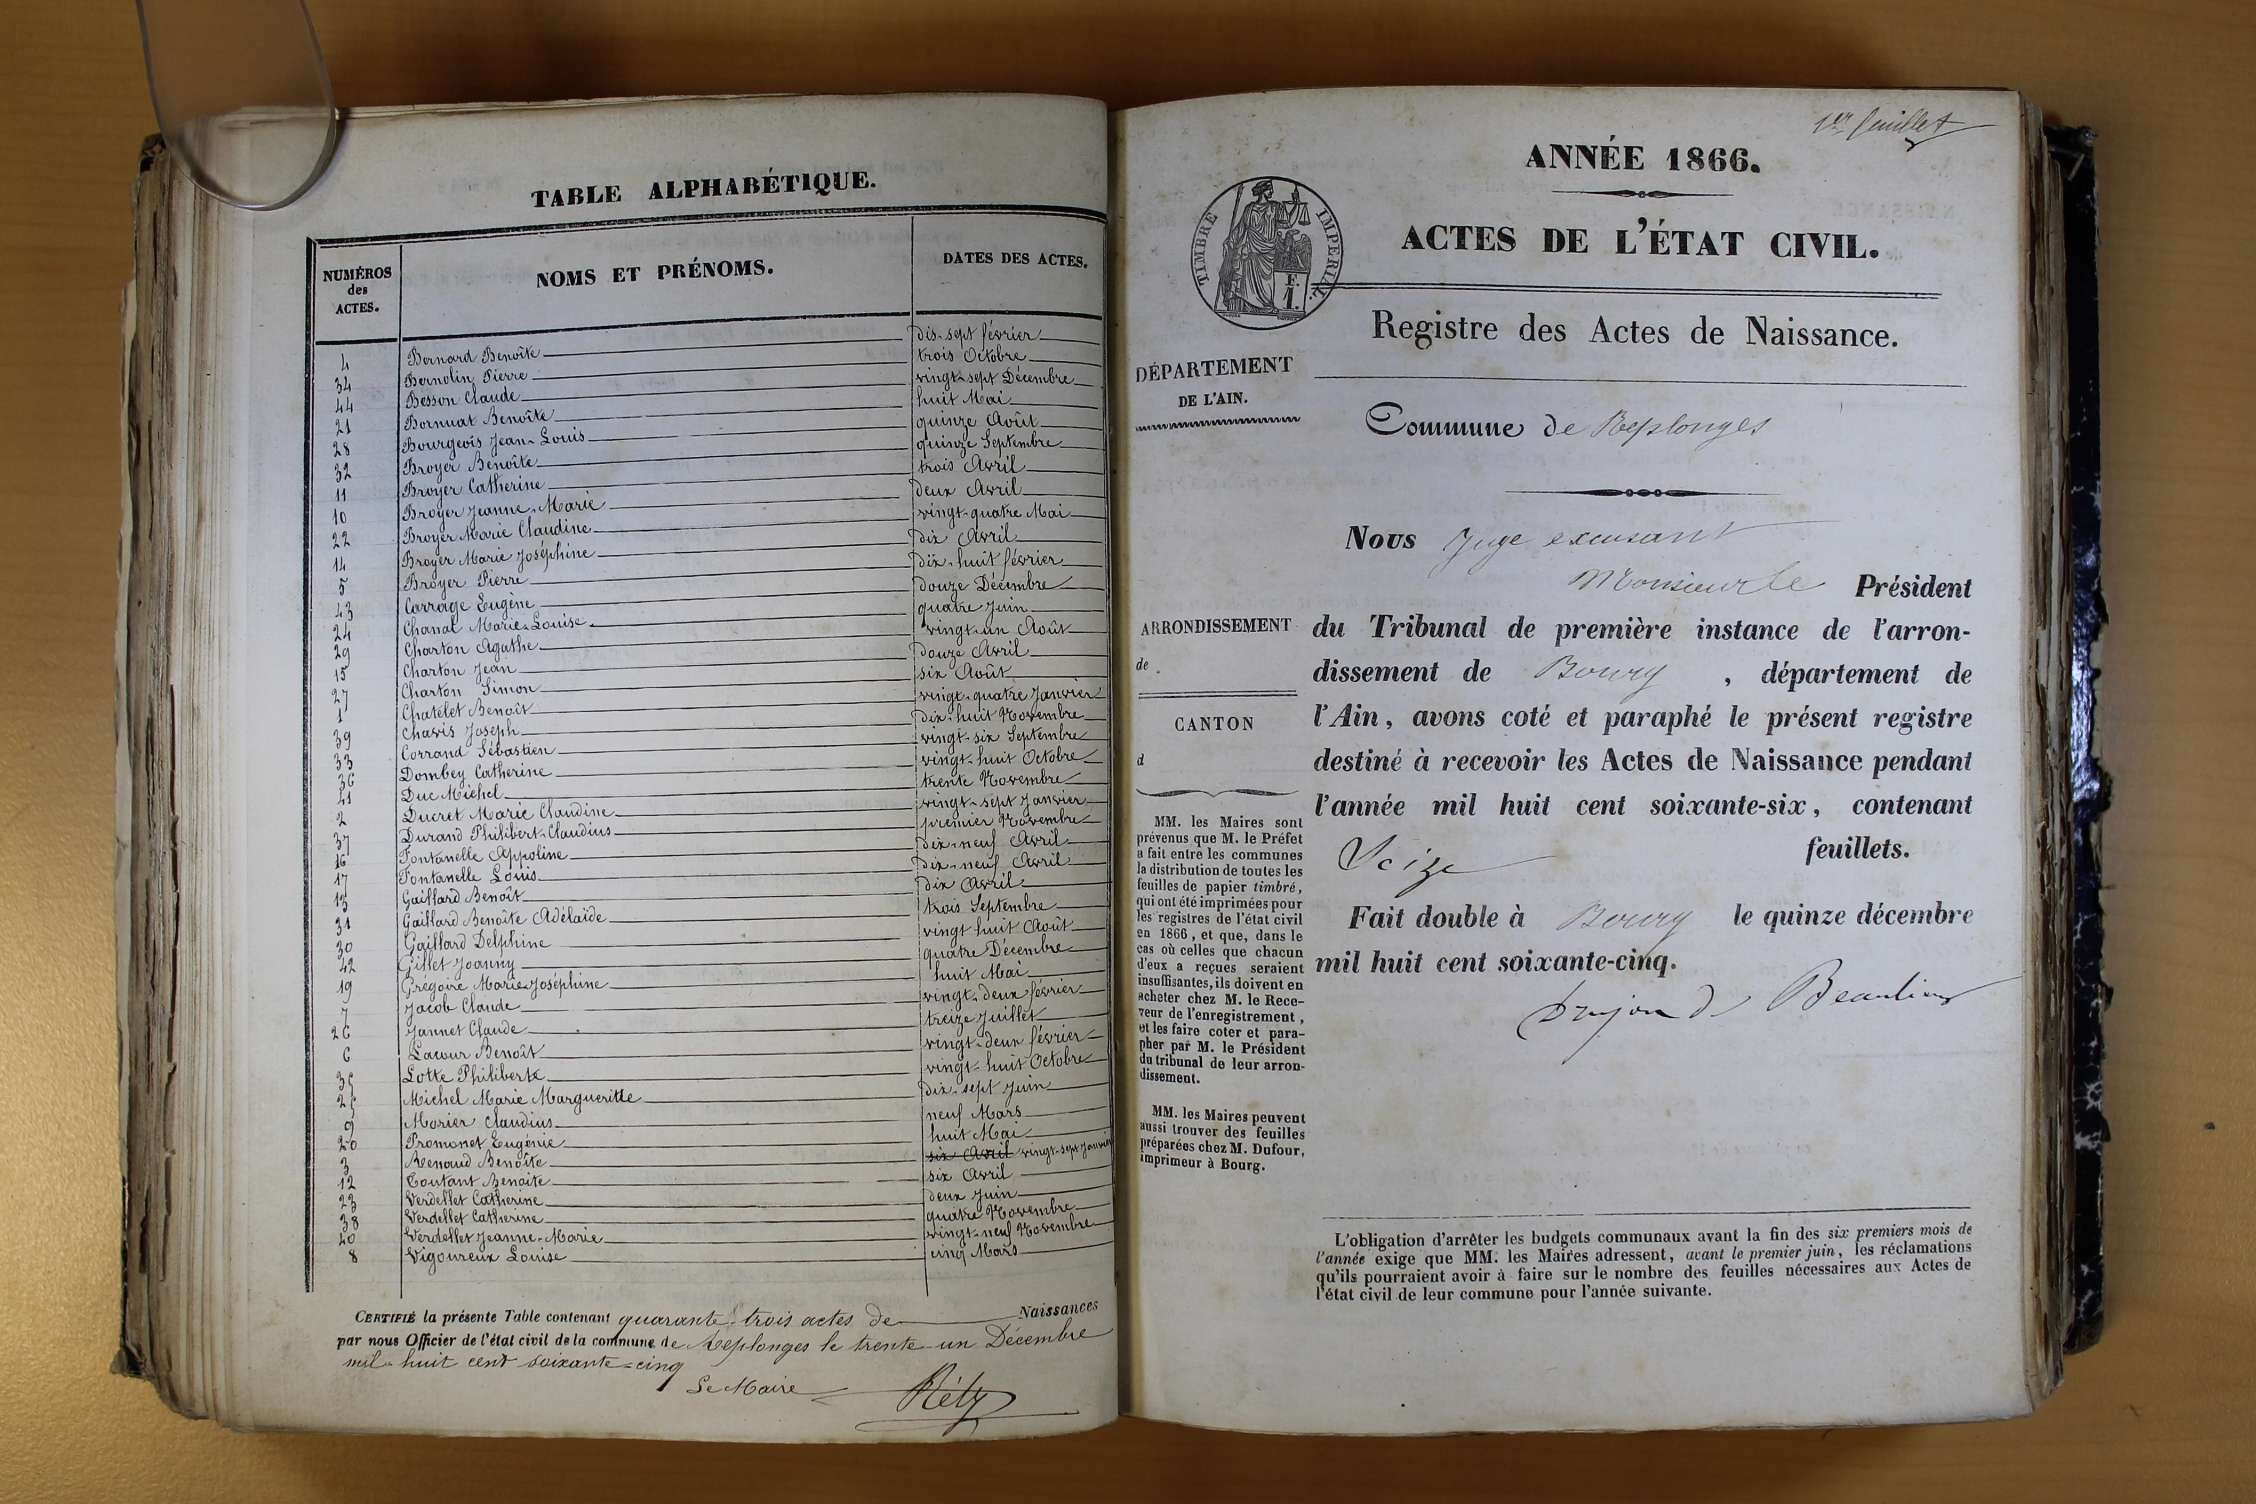 TABLE ALPHABÉTIQUE.
NUMÉROS des ACTES. NOMS ET PRÉNOMS. DATES DES ACTES.
4 Bernard Benoîte dix-sept février
34 Bernolin Pierre trois Octobre
44 Besson Claude vingt-sept Décembre
21 Bornuat Benoîte huit Mai
28 Bourgeois Jean-Louis quinze Août
32 Broyer Benoîte quinze Septembre
11 Broyer Catherine trois Avril
10 Broyer Jeanne-Marie deux Avril
22 Broyer Marie Claudine vingt-quatre Mai
14 Broyer Marie Joséphine dix Avril
5 Broyer Pierre dix-huit février
43 Carrage Eugène douze Décembre
24 Chanal Marie-Louise quatre Juin
29 Charton Agathe vingt-un Août
15 Charton Jean douze Avril
27 Charton Simon six Août
1 Chatelet Benoît vingt-quatre Janvier
39 Chavis Joseph dix-huit Novembre
33 Corrand Sébastien vingt-six Septembre
36 Dombey Catherine vingt-huit Octobre
41 Duc Michel trente Novembre
2 Ducret Marie Claudine vingt-sept Janvier
37 Durand Philibert-Claudius premier Novembre
16 Fontanelle Appoline dix-neuf Avril
17 Fontanelle Louis dix-neuf Avril
13 Gaillard Benoît dix Avril
31 Gaillard Benoîte Adélaïde trois Septembre
30 Gaillard Delphine vingt huit Août
42 Gillet Joanny quatre Décembre
19 Gregoire Marie-Joséphine huit Mai
7 Jacob Claude vingt-deux février
26 Jannet Claude treize Juillet
6 Lacour Benoît vingt-deux février
35 Lotte Philiberte vingt-huit Octobre
25 Michel Marie Margueritte dix-sept Juin
9 Morier Claudius neuf Mars
20 Promonet Eugénie huit Mai
3 Renaud Benoîte six Avril vingt-sept Janvier
12 Toutant Benoite six Avril
23 Verdellet Catherine deux Juin
38 Verdellet Catherine quatre Novembre
40 Verdellet Jeanne-Marie vingt-neuf Novembre
8 Vigoureux Louise cinq Mars
CERTIFIÉ la présente Table contenant quarante-trois actes de Naissances
par nous Officier de l'état civil de la commune de Replonges le trente-un Décembre
mil-huit cent soixante-cinq
Le Maire
Réty
1er feuillet
ANNÉE 1866.
ACTES DE L'ÉTAT CIVIL.
TIMBRE IMPÉRIAL.
F. 1.
Registre des Actes de Naissance.
DÉPARTEMENT
DE L'AIN.
Commune de Replonges
Nous Juge excusant
Monsieur le Président
ARRONDISSEMENT
de
du Tribunal de première instance de l'arron-
dissement de Bourg, département de
l'Ain, avons coté et paraphé le présent registre
destiné à recevoir les Actes de Naissance pendant
l'année mil huit cent soixante-six, contenant
Seize feuillets.
Fait double à Bourg le quinze décembre
mil huit cent soixante-cinq.
Beaulieu
CANTON
d
MM. les Maires sont
prévenus que M. le Préfet
a fait entre les communes
la distribution de toutes les
feuilles de papier timbré,
qui ont été imprimées pour
les registres de l'état civil
en 1866, et que, dans le
cas où celles que chacun
d'eux a reçues seraient
insuffisantes, ils doivent en
acheter chez M. le Rece-
veur de l'enregistrement,
et les faire coter et para-
pher par M. le Président
du tribunal de leur arron-
dissement.
MM. les Maires peuvent
aussi trouver des feuilles
préparées chez M. Dufour,
imprimeur à Bourg.
L'obligation d'arrêter les budgets communaux avant la fin des six premiers mois de
l'année exige que MM. les Maires adressent, avant le premier juin, les réclamations
qu'ils pourraient avoir à faire sur le nombre des feuilles nécessaires aux Actes de
l'état civil de leur commune pour l'année suivante.